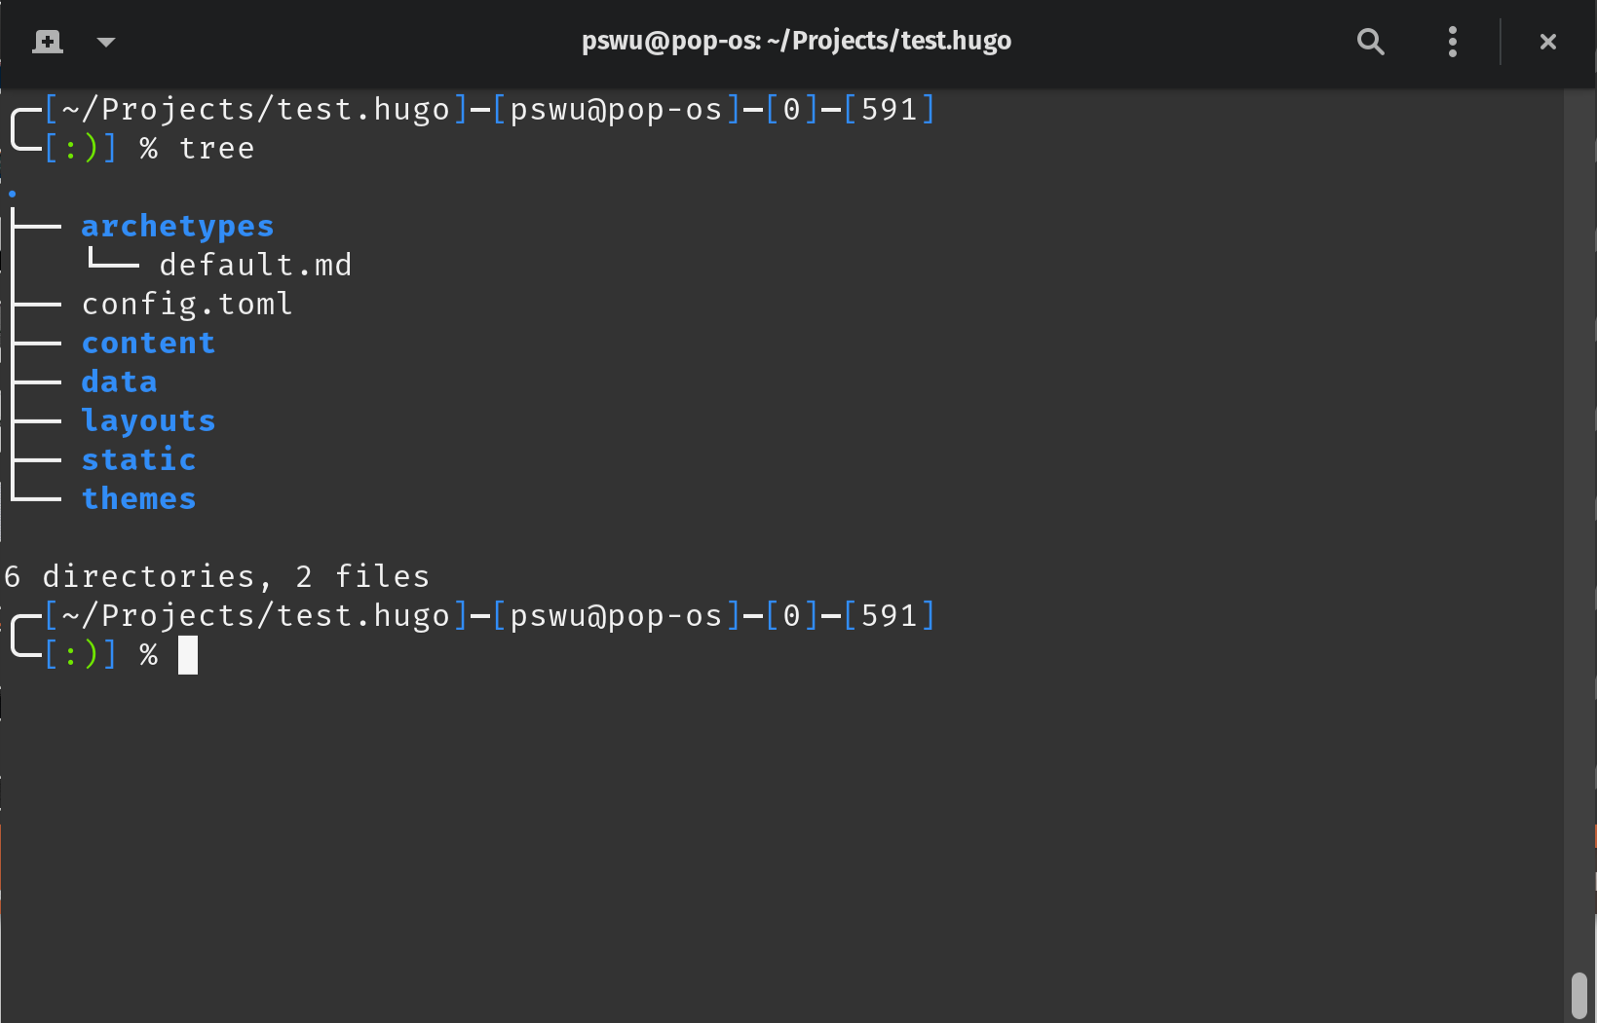 pswu@pop-os: ~/Projects/test.hugo
╭─[~/Projects/test.hugo]─[pswu@pop-os]─[0]─[591]
╰─[:)] % tree
.
├── archetypes
│   └── default.md
├── config.toml
├── content
├── data
├── layouts
├── static
└── themes
6 directories, 2 files
╭─[~/Projects/test.hugo]─[pswu@pop-os]─[0]─[591]
╰─[:)] %